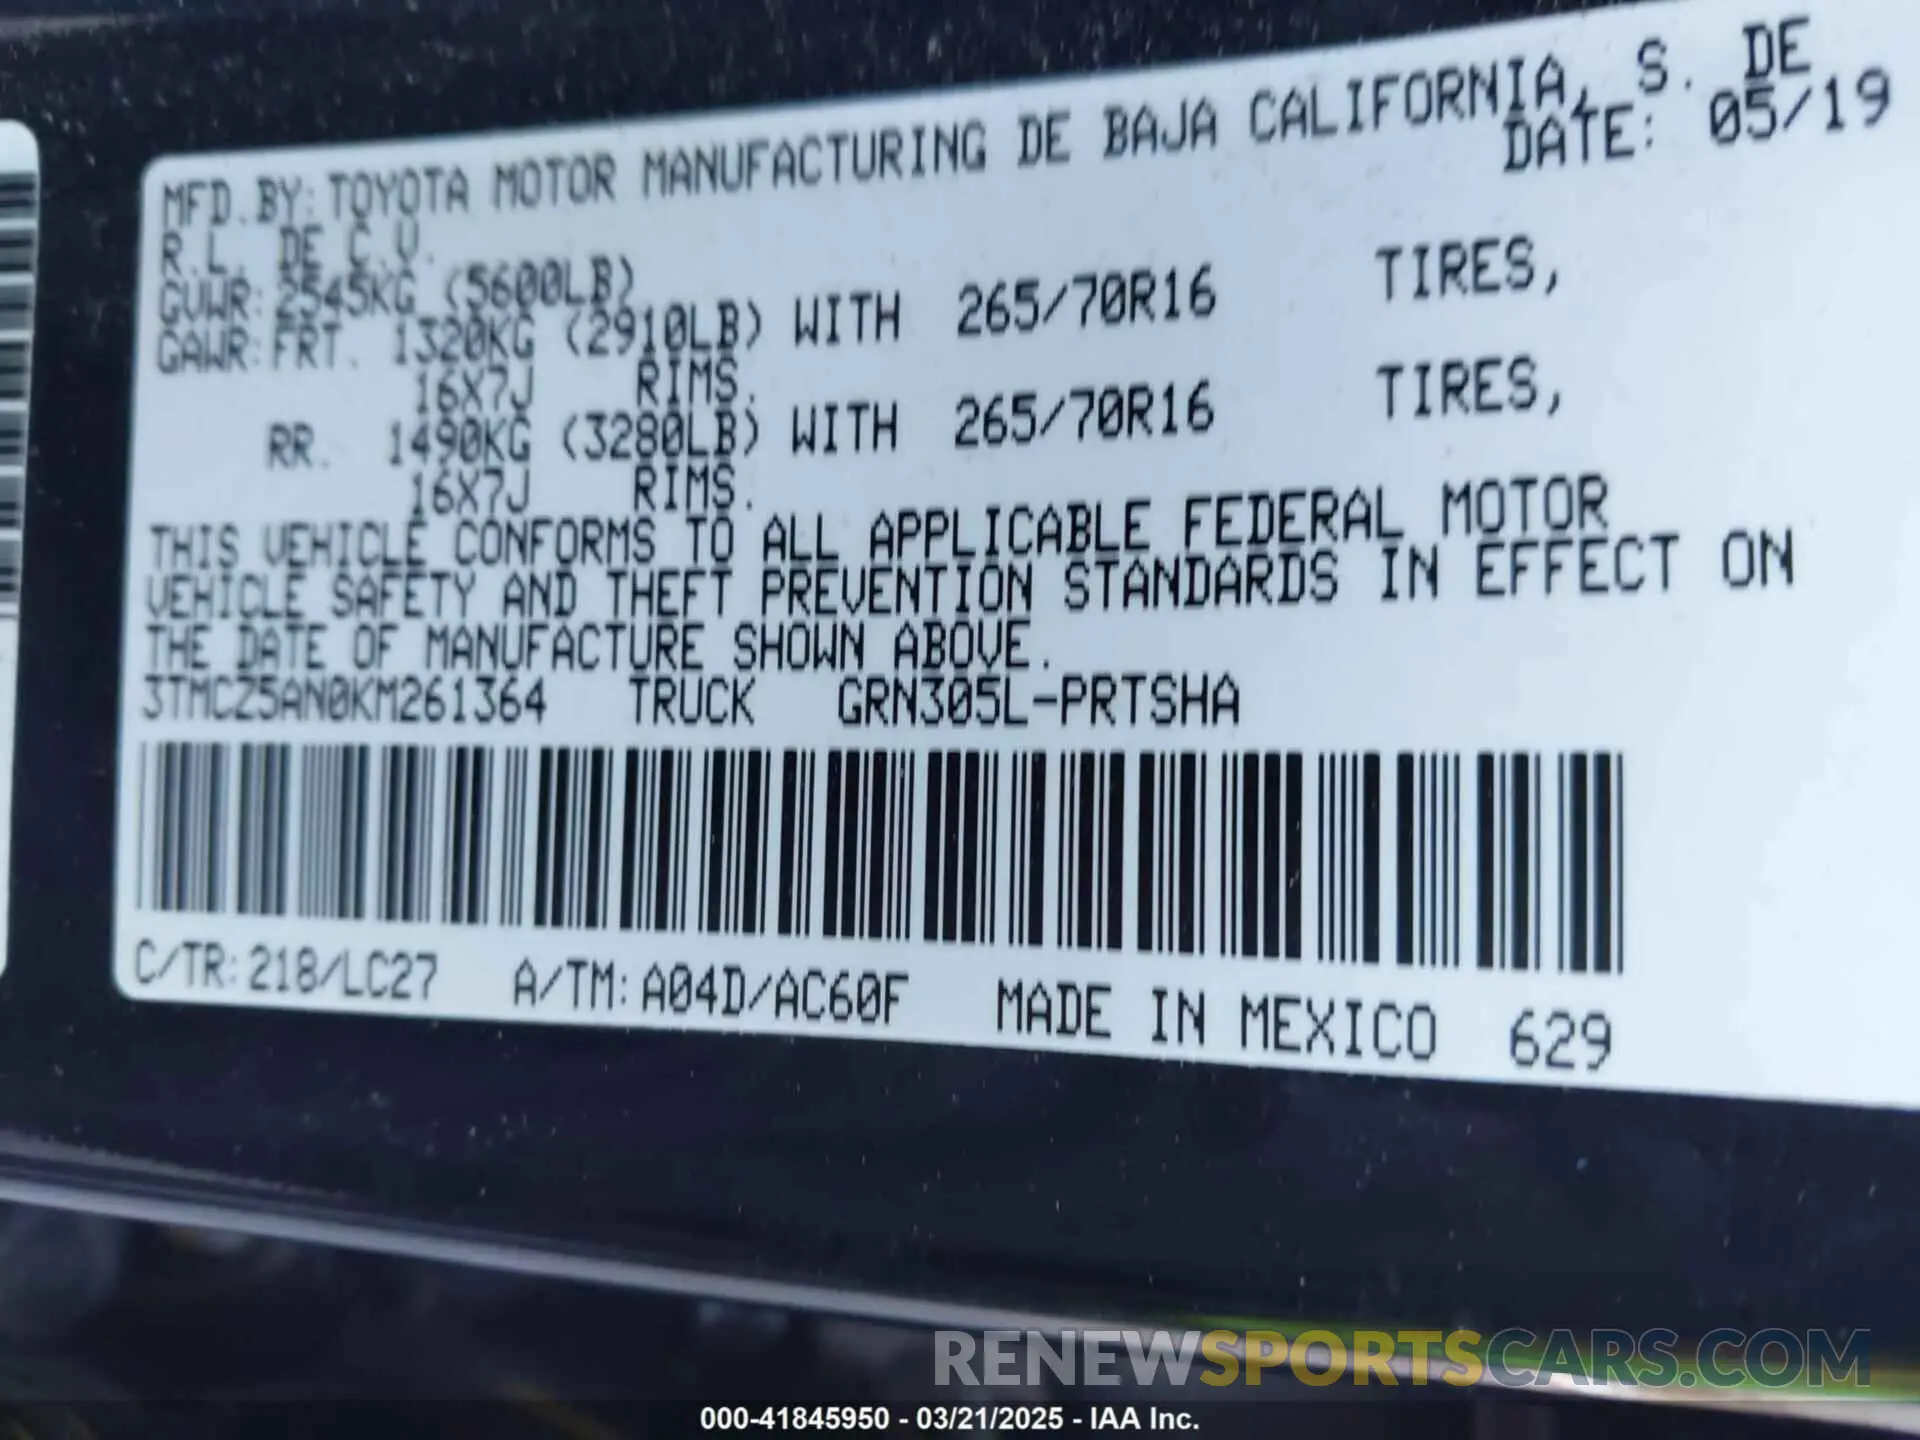 MFD. BY: TOYOTA MOTOR MANUFACTURING DE BAJA CALIFORNIA, S. DE
R.L. DE C.V. DATE: 05/19
GVWR: 2545KG (5600LB)
GAWR: FRT. 1320KG (2910LB) WITH 265/70R16 TIRES,
16X7J RIMS.
RR. 1490KG (3280LB) WITH 265/70R16 TIRES,
16X7J RIMS.
THIS VEHICLE CONFORMS TO ALL APPLICABLE FEDERAL MOTOR
VEHICLE SAFETY AND THEFT PREVENTION STANDARDS IN EFFECT ON
THE DATE OF MANUFACTURE SHOWN ABOVE.
3TMCZ5AN0KM261364 TRUCK GRN305L-PRTSHA
C/TR: 218/LC27 A/TM: A04D/AC60F MADE IN MEXICO 629
RENEWSPORTSCARS.COM
000-41845950 - 03/21/2025 - IAA Inc.